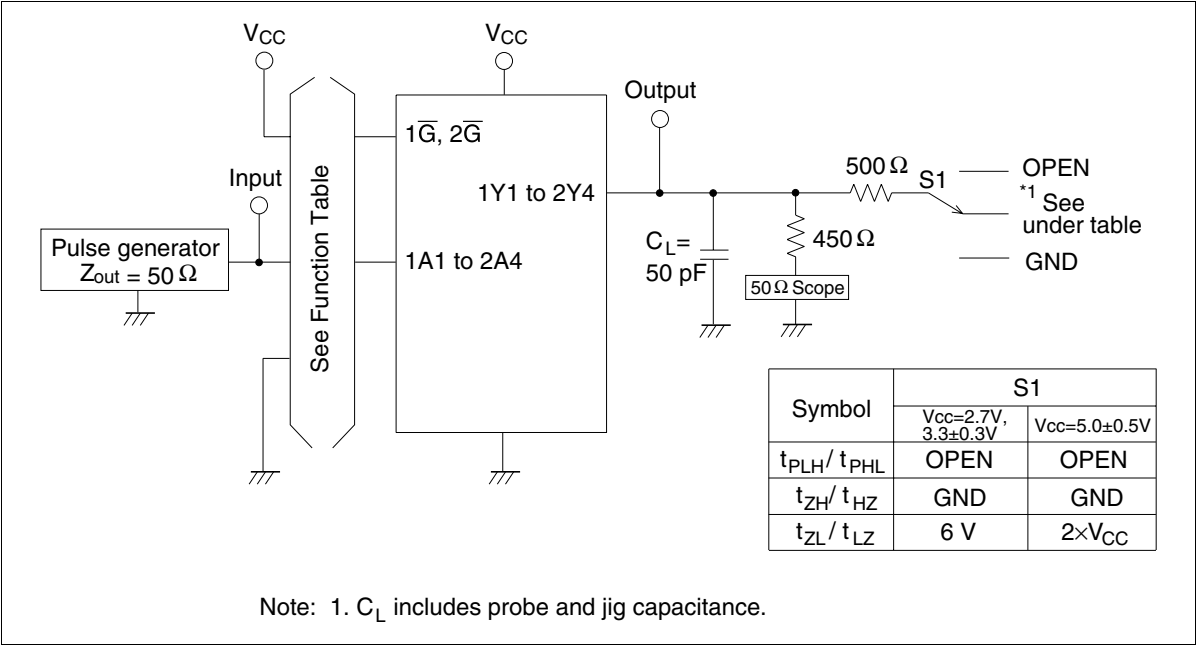 VCC
VCC
Output
1G̅, 2G̅
500 Ω
S1
OPEN
*1 See
under table
GND
Input
See Function Table
1Y1 to 2Y4
Pulse generator
Zout = 50 Ω
1A1 to 2A4
CL=
50 pF
450 Ω
50 Ω Scope
Symbol
S1
Vcc=2.7V,
3.3±0.3V
Vcc=5.0±0.5V
tPLH / tPHL OPEN OPEN
tZH / tHZ GND GND
tZL / tLZ 6 V 2×VCC
Note: 1. CL includes probe and jig capacitance.